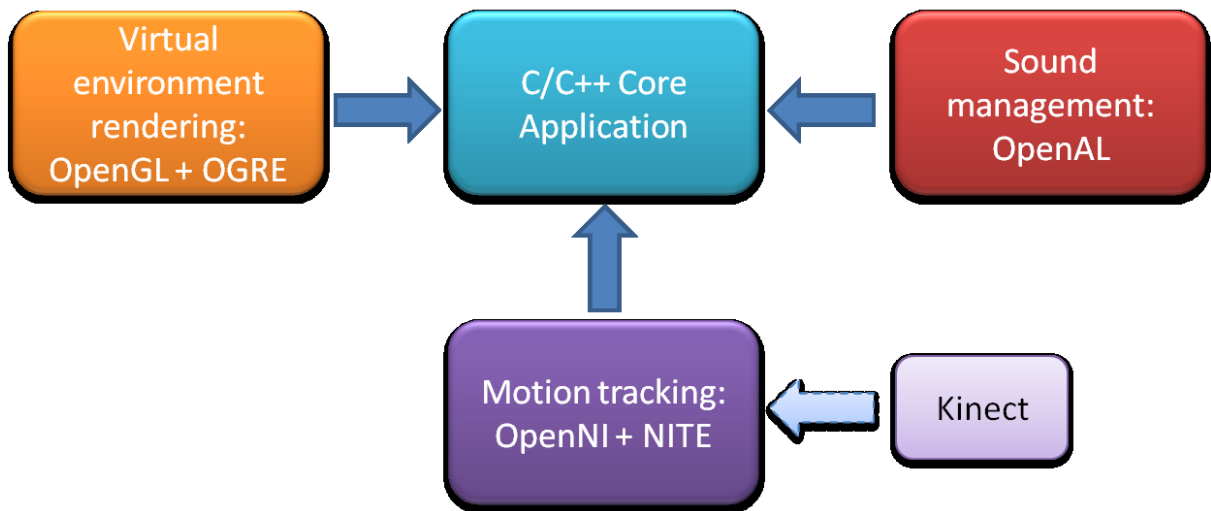 Virtual
environment
rendering:
OpenGL + OGRE
C/C++ Core
Application
Sound
management:
OpenAL
Motion tracking:
OpenNI + NITE
Kinect